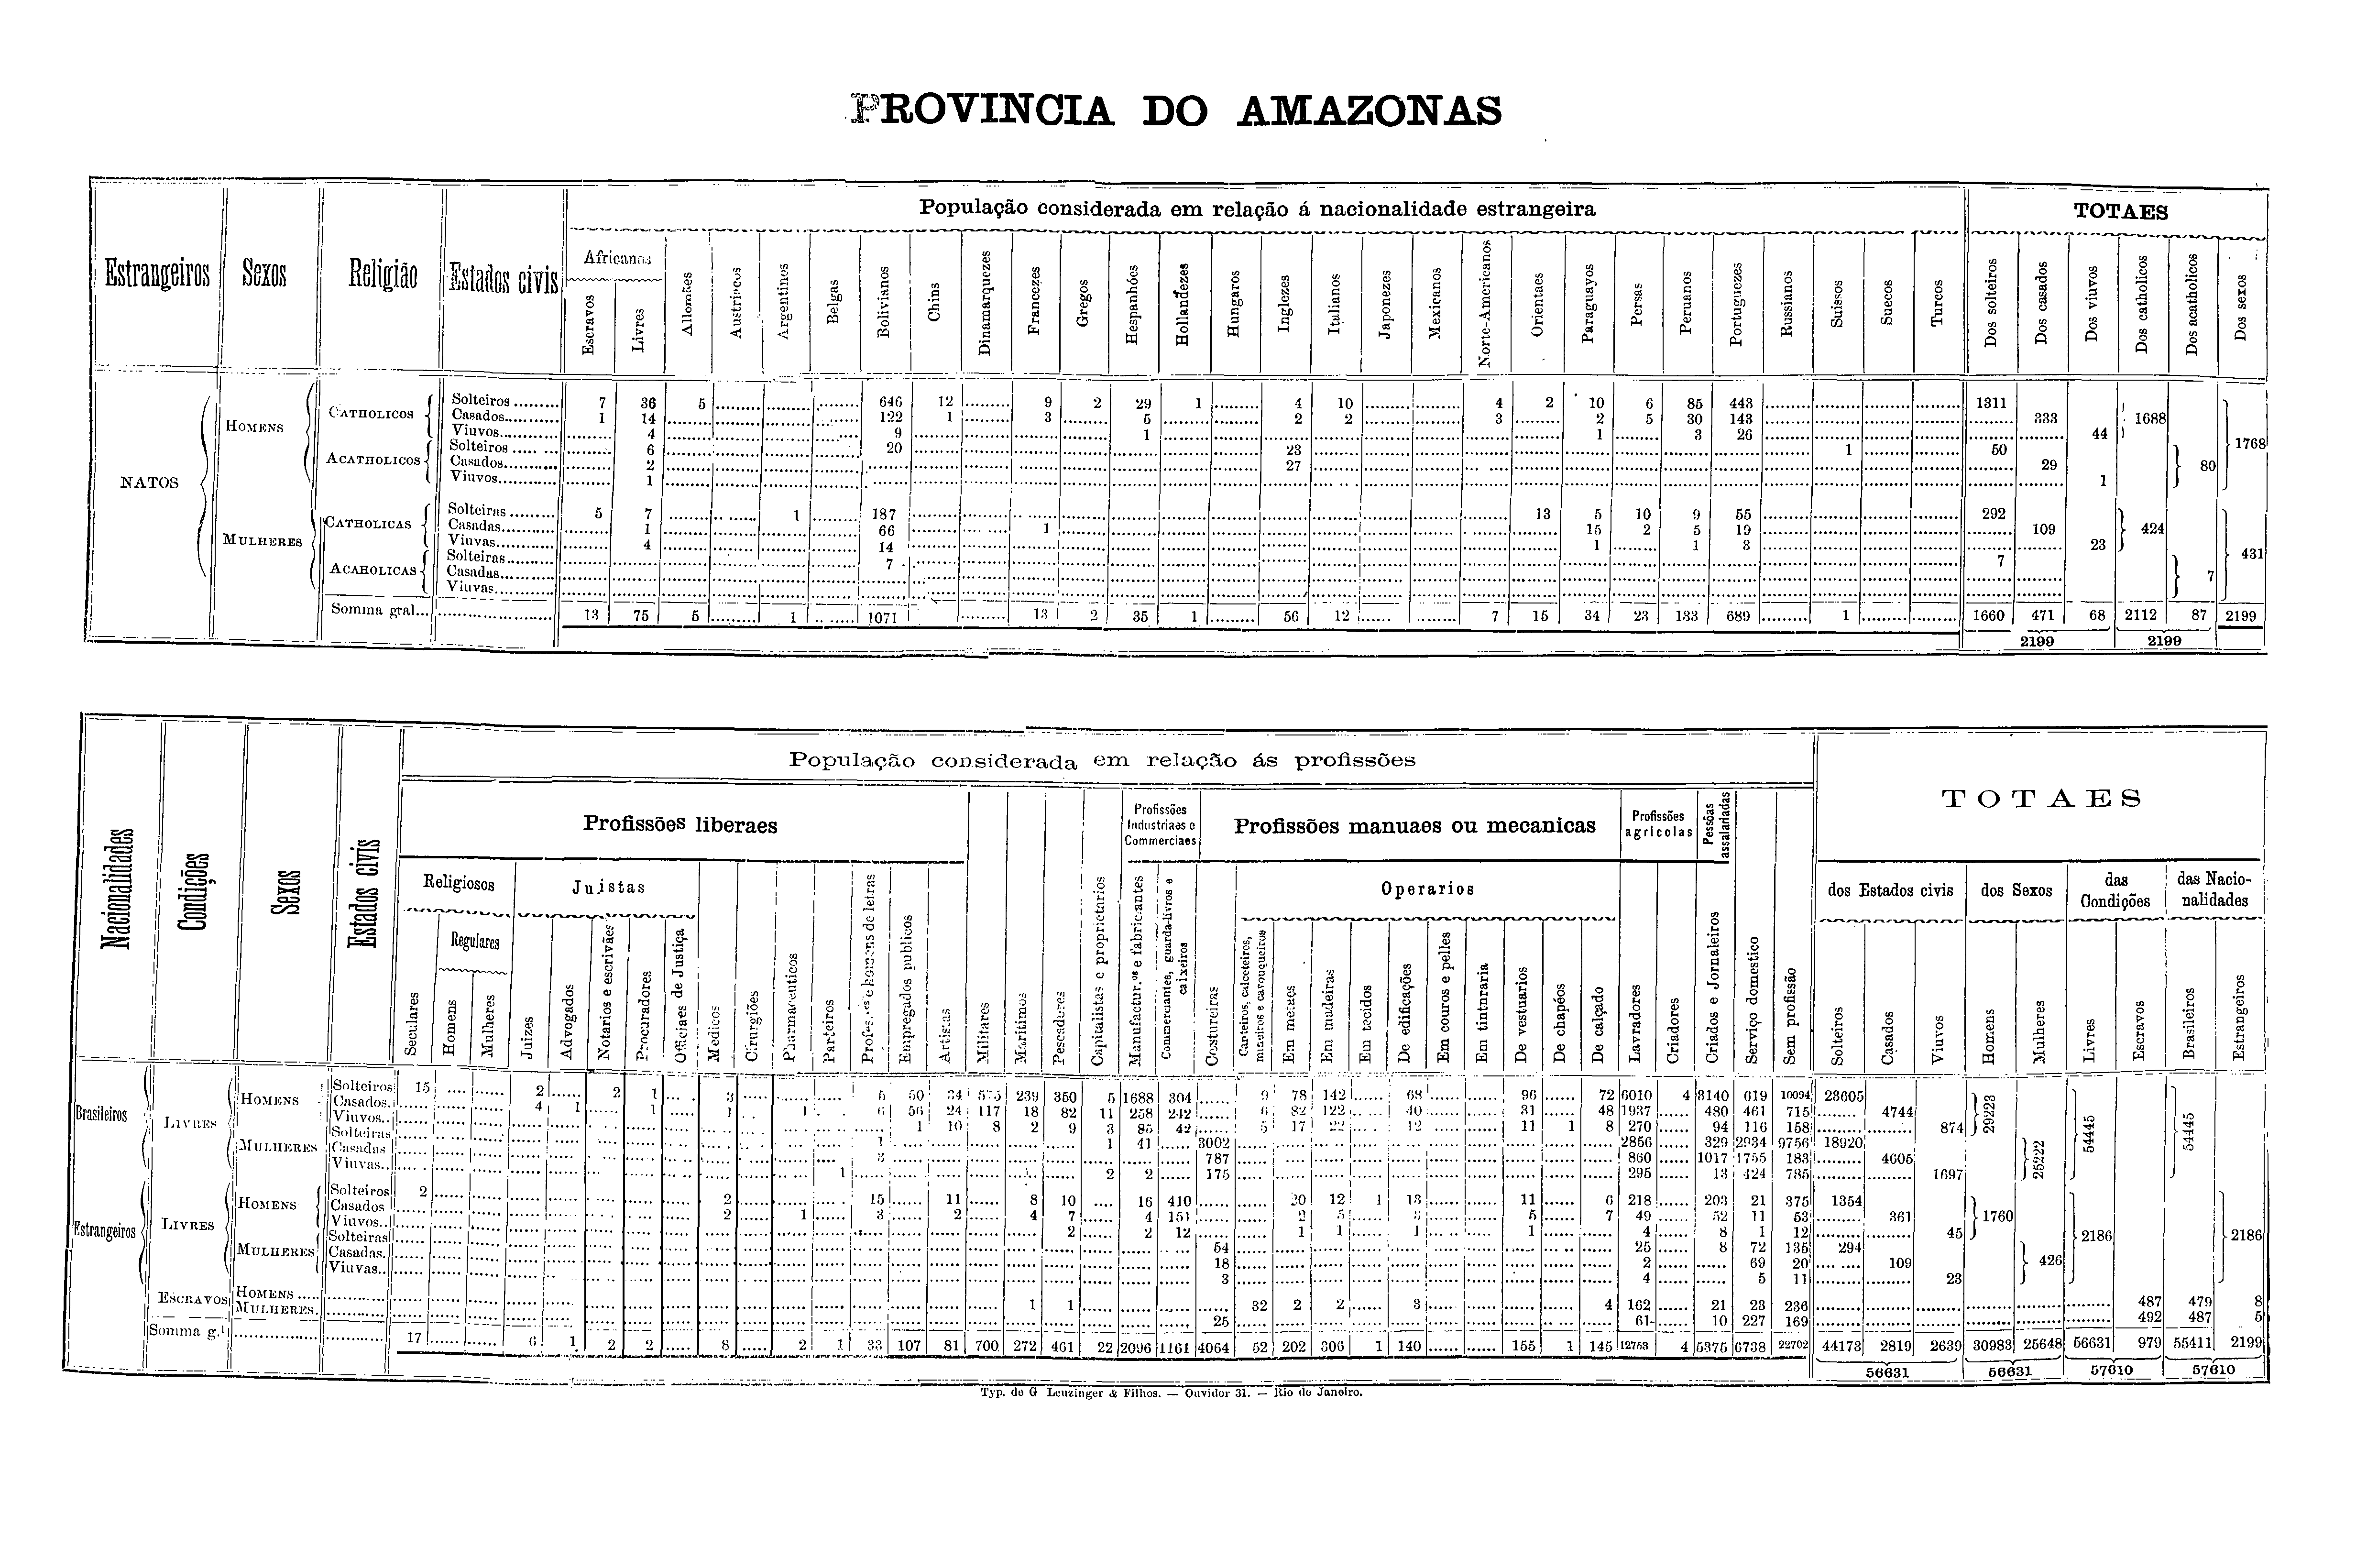 PROVINCIA DO AMAZONAS
Estrangeiros Sexos Religião Estados civis População considerada em relação á nacionalidade estrangeira TOTAES
Africanos
Escravos Livres Allemães Austriacos Argentinos Belgas Bolivianos Chins Dinamarquezes Francezes Gregos Hespanhóes Hollandezes Hungaros Inglezes Italianos Japonezes Mexicanos Norte-Americanos Orientaes Paraguayos Persas Peruanos Portuguezes Russianos Suissos Suecos Turcos Dos solteiros Dos casados Dos viuvos Dos catholicos Dos acatholicos Dos sexos
NATOS
HOMENS CATHOLICOS Solteiros 7 36 5 646 12 9 2 29 1 4 10 4 2 10 6 85 443 1311
Casados 1 14 122 1 3 5 2 2 3 2 5 30 143 333 1688
Viuvos 4 9 1 1 3 26 44
ACATHOLICOS Solteiros 6 20 23 1 50 1768
Casados 2 27 29 80
Viuvos 1 1
MULHERES CATHOLICAS Solteiras 5 7 1 187 13 5 10 9 55 292
Casadas 1 66 1 15 2 5 19 109 424
Viuvas 4 14 1 1 3 23
ACAHOLICAS Solteiras 7 7 431
Casadas 7
Viuvas
Somma gral... 13 75 5 1 1071 13 2 35 1 56 12 7 15 34 23 133 689 1 1660 471 68 2112 87 2199
2199 2199
Nacionalidades Condições Sexos Estados civis População considerada em relação ás profissões TOTAES
Profissões liberaes Profissões Industriaes e Commerciaes Profissões manuaes ou mecanicas Profissões agricolas Pessôas assalariadas
Religiosos Juistas Operarios dos Estados civis dos Sexos das Condições das Nacionalidades
Regulares
Seculares Homens Mulheres Juizes Advogados Notarios e escrivães Procuradores Officiaes de Justiça Medicos Cirurgiões Pharmaceuticos Parteiros Profes.res e homens de letras Empregados publicos Artistas Militares Maritimos Pescadores Capitalistas e proprietarios Manufactur.os e fabricantes Commerciantes, guarda-livros e caixeiros Costureiras Canteiros, calceteiros, mineiros e cavouqueiros Em metaes Em madeiras Em tecidos De edificações Em couros e pelles Em tinturaria De vestuarios De chapéos De calçado Lavradores Criadores Criados e Jornaleiros Serviço domestico Sem profissão Solteiros Casados Viuvos Homens Mulheres Livres Escravos Brasileiros Estrangeiros
Brasileiros LIVRES HOMENS Solteiros 15 2 2 1 3 5 50 34 575 239 350 5 1688 304 9 78 142 68 96 72 6010 4 3140 619 10094 23605
Casados 4 1 1 1 1 6 56 24 117 18 82 11 258 242 6 82 122 40 31 48 1937 480 461 715 4744 29223
Viuvos 1 10 8 2 9 3 85 42 5 17 22 12 11 1 8 270 94 116 158 874
MULHERES Solteiras 1 1 41 3002 2856 329 2934 9756 18920 54445 54445
Casadas 3 787 860 1017 1755 183 4605 25222
Viuvas 1 2 2 175 295 13 424 785 1697
Estrangeiros LIVRES HOMENS Solteiros 2 2 15 11 8 10 16 410 20 12 1 13 11 6 218 203 21 375 1354
Casados 2 1 3 2 4 7 4 151 2 5 3 5 7 49 52 11 53 361 1760
Viuvos 2 2 12 1 1 1 1 4 8 1 12 45
MULHERES Solteiras 54 25 8 72 135 294 2186 2186
Casadas 18 2 69 20 109 426
Viuvas 3 4 5 11 23
ESCRAVOS HOMENS 1 1 32 2 2 3 4 162 21 23 236 487 479 8
MULHERES 25 61 10 227 169 492 487 5
Somma g.l 17 6 1 2 2 8 2 1 33 107 81 700 272 461 22 2096 1161 4064 52 202 306 1 140 155 1 145 12753 4 5375 6738 22702 44173 2819 2639 30983 25648 56631 979 55411 2199
56631 56631 57610 57610
Typ. de G Leuzinger & Filhos. — Ouvidor 31. — Rio do Janeiro.